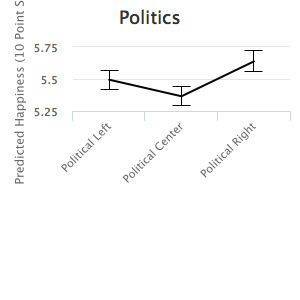 Politics
Predicted Happiness (10 Point
5.75
5.5
5.25
Political Left
Political Center
Political Right